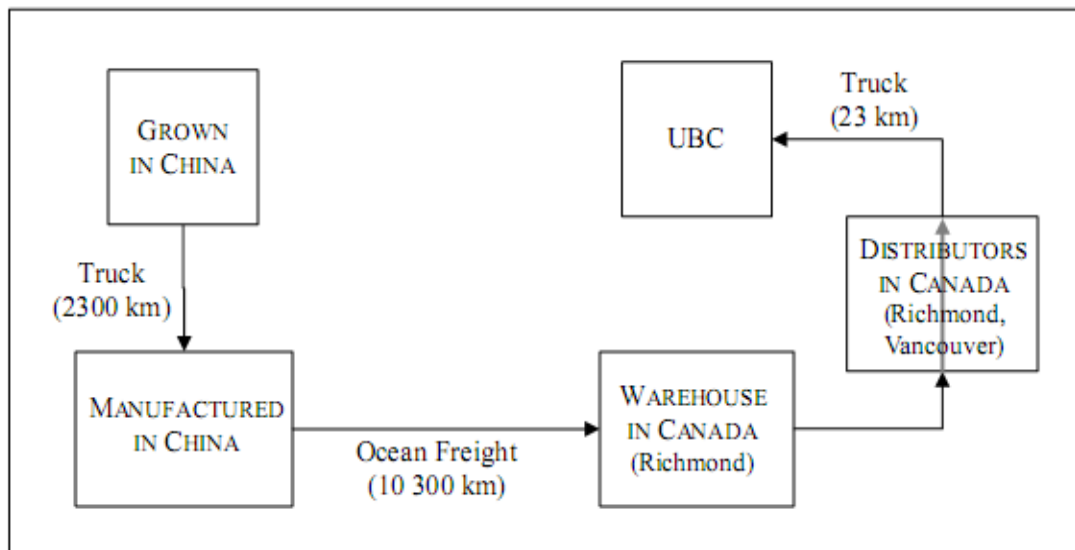 GROWN
IN CHINA
Truck
(2300 km)
MANUFACTURED
IN CHINA
Ocean Freight
(10 300 km)
WAREHOUSE
IN CANADA
(Richmond)
DISTRIBUTORS
IN CANADA
(Richmond,
Vancouver)
Truck
(23 km)
UBC